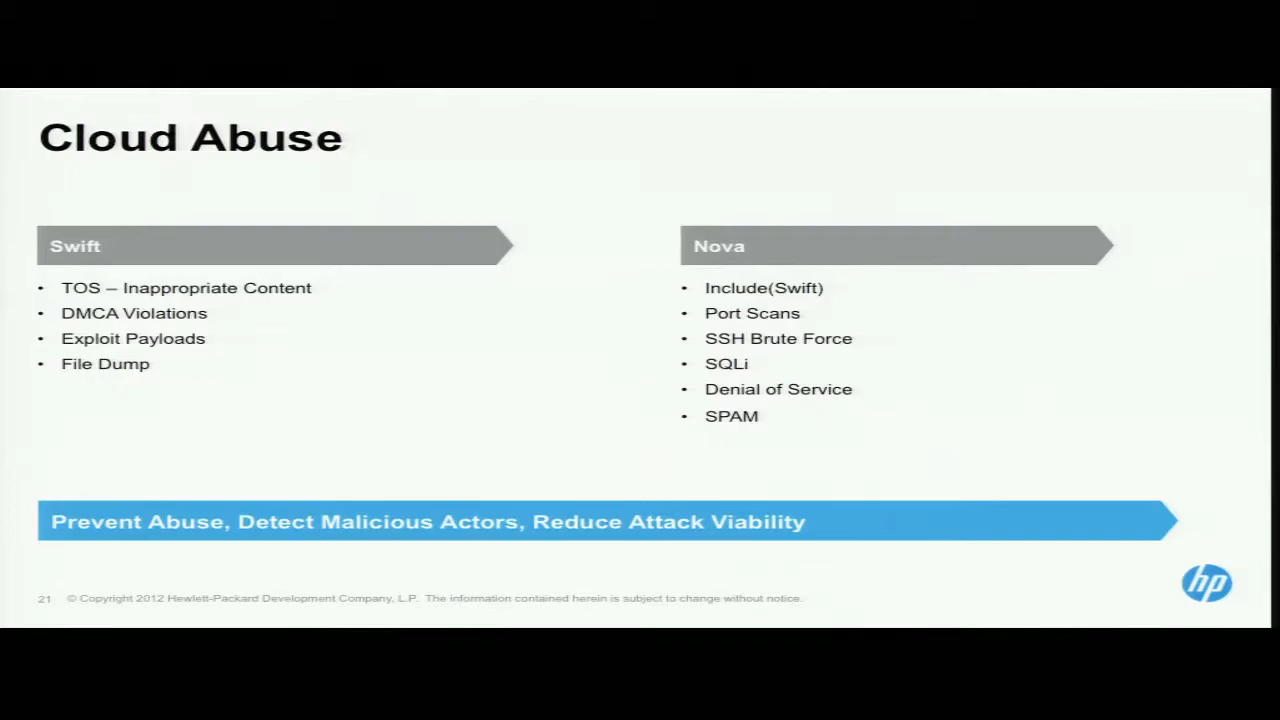 Cloud Abuse
Swift
• TOS – Inappropriate Content
• DMCA Violations
• Exploit Payloads
• File Dump
Nova
• Include(Swift)
• Port Scans
• SSH Brute Force
• SQLi
• Denial of Service
• SPAM
Prevent Abuse, Detect Malicious Actors, Reduce Attack Viability
21 © Copyright 2012 Hewlett-Packard Development Company, L.P. The information contained herein is subject to change without notice.
hp